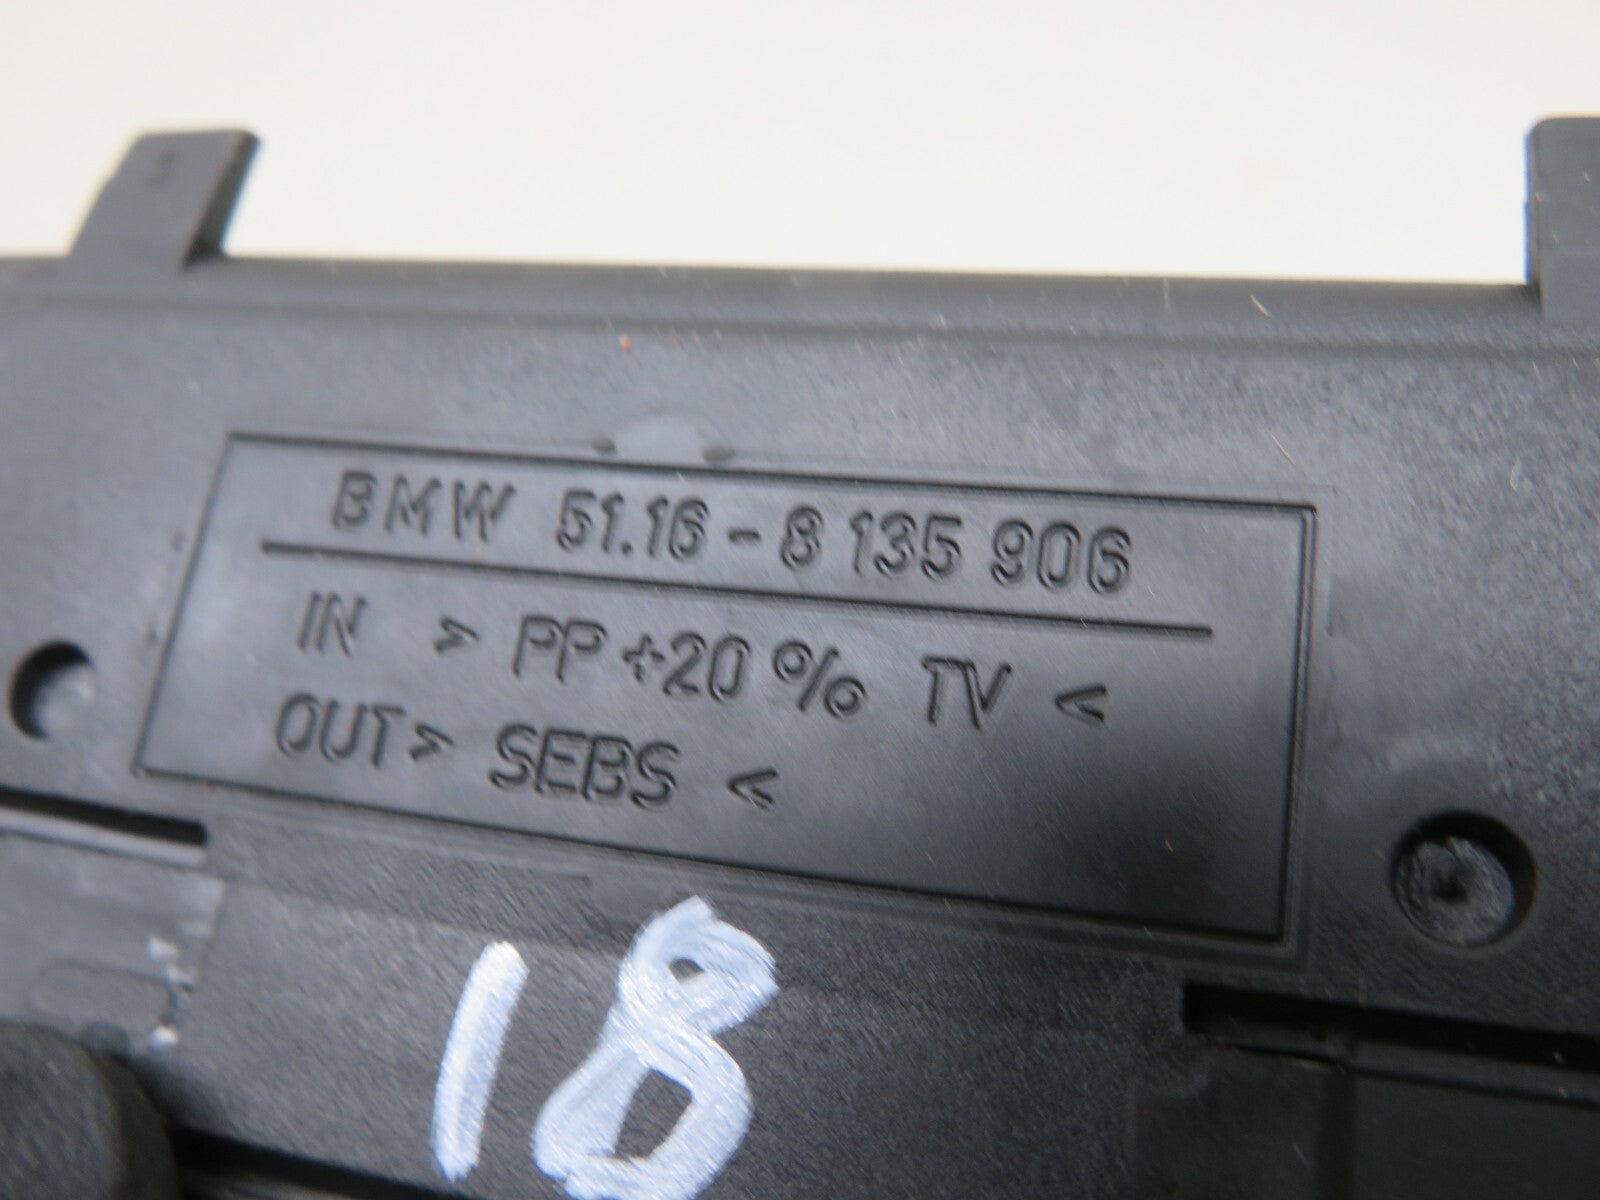 BMW 51.16-8 135 906
IN > PP+20% TV <
OUT > SEBS <
18